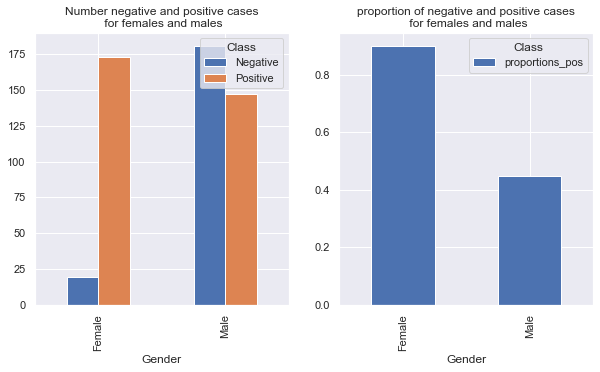 Number negative and positive cases
for females and males
Class
Negative
Positive
175
150
125
100
75
50
25
0
Female
Male
Gender
proportion of negative and positive cases
for females and males
Class
proportions_pos
0.8
0.6
0.4
0.2
0.0
Female
Male
Gender